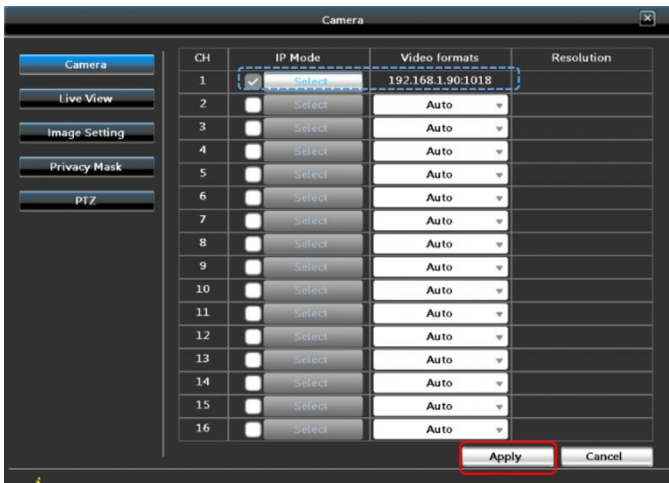 Camera
Camera
Live View
Image Setting
Privacy Mask
PTZ
CH IP Mode Video formats Resolution
1 Select 192.168.1.90:1018
2 Select Auto
3 Select Auto
4 Select Auto
5 Select Auto
6 Select Auto
7 Select Auto
8 Select Auto
9 Select Auto
10 Select Auto
11 Select Auto
12 Select Auto
13 Select Auto
14 Select Auto
15 Select Auto
16 Select Auto
Apply Cancel